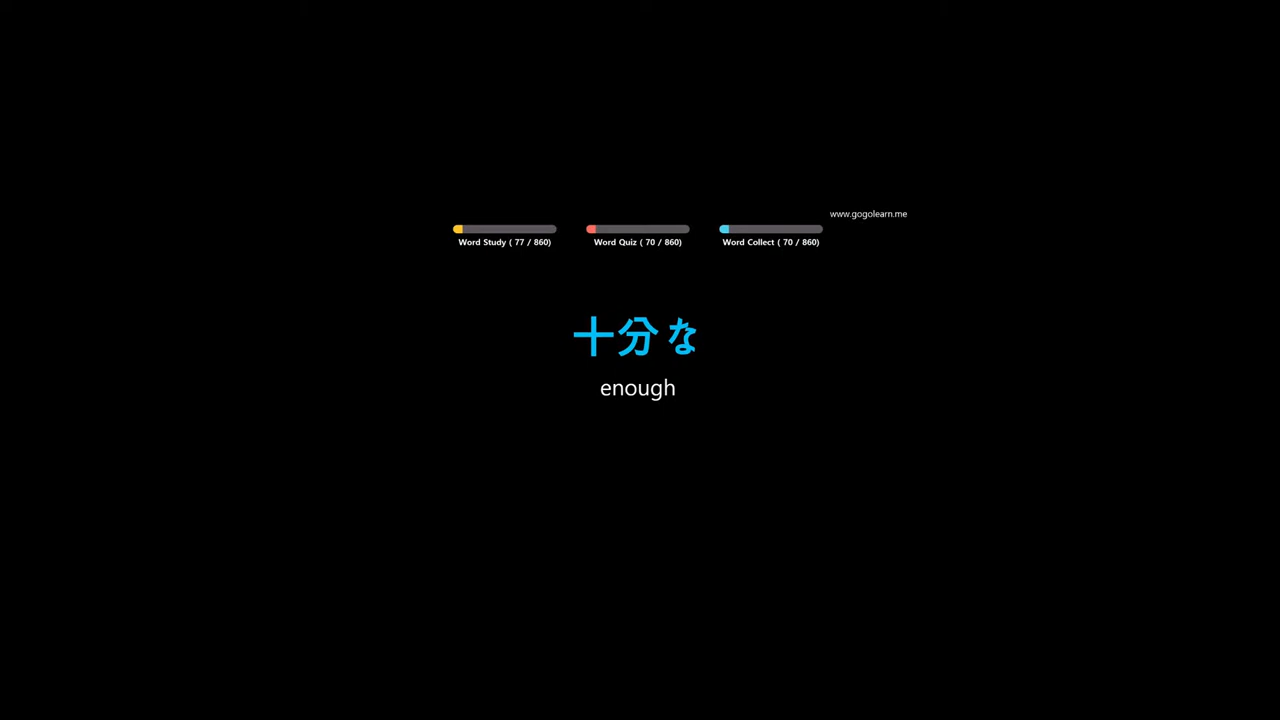 www.gogolearn.me
Word Study ( 77 / 860)
Word Quiz ( 70 / 860)
Word Collect ( 70 / 860)
十分な
enough